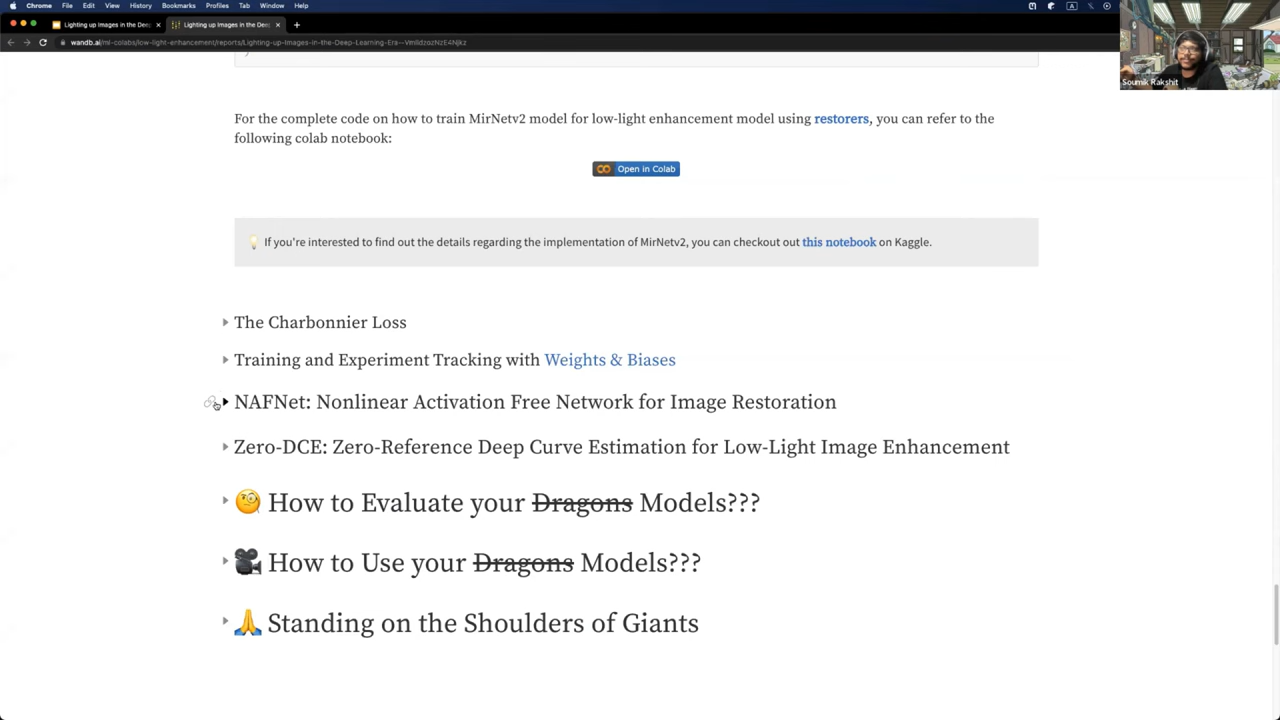 Chrome File Edit View History Bookmarks Profiles Tab Window Help
Lighting up Images in the Dee
Lighting up Images in the Dee
wandb.ai/ml-colabs/low-light-enhancement/reports/Lighting-up-Images-in-the-Deep-Learning-Era--VmlldzozNzE4Njkz
Soumik Rakshit
For the complete code on how to train MirNetv2 model for low-light enhancement model using restorers, you can refer to the
following colab notebook:
Open in Colab
If you're interested to find out the details regarding the implementation of MirNetv2, you can checkout out this notebook on Kaggle.
The Charbonnier Loss
Training and Experiment Tracking with Weights & Biases
NAFNet: Nonlinear Activation Free Network for Image Restoration
Zero-DCE: Zero-Reference Deep Curve Estimation for Low-Light Image Enhancement
🧐 How to Evaluate your Dragons Models???
🎥 How to Use your Dragons Models???
🙏 Standing on the Shoulders of Giants